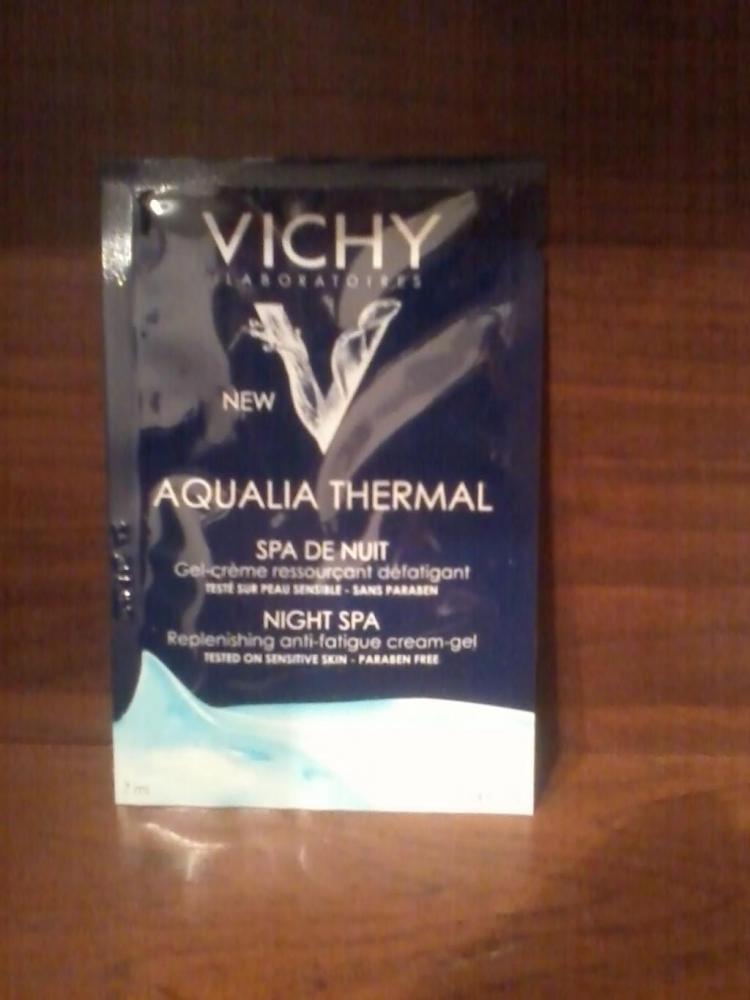 VICHY
LABORATOIRES
NEW
AQUALIA THERMAL
SPA DE NUIT
Gel-crème ressourçant défatigant
TESTÉ SUR PEAU SENSIBLE - SANS PARABEN
NIGHT SPA
Replenishing anti-fatigue cream-gel
TESTED ON SENSITIVE SKIN - PARABEN FREE